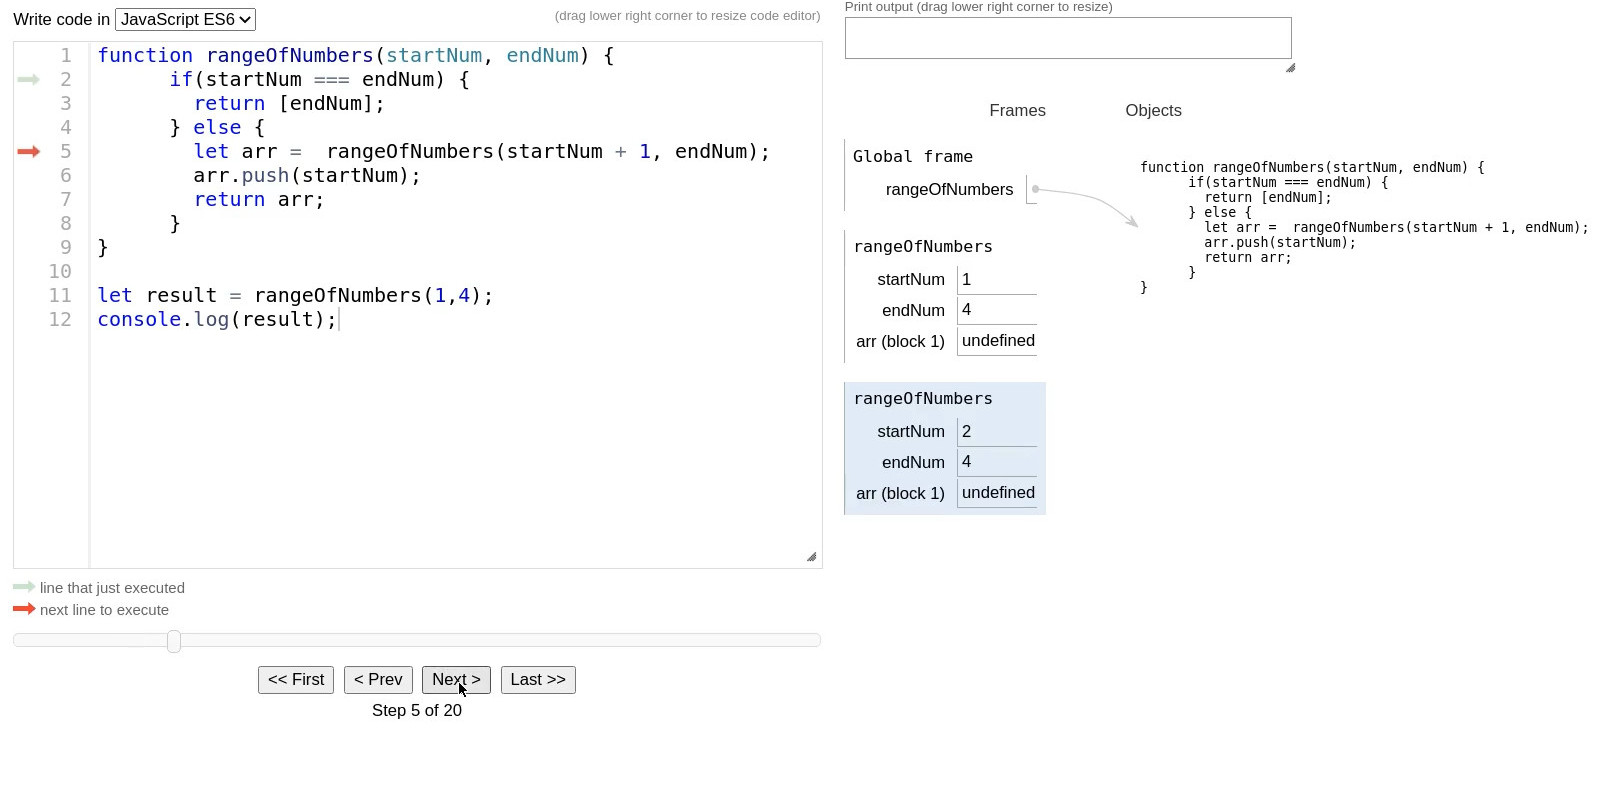 Write code in JavaScript ES6
(drag lower right corner to resize code editor)
1 function rangeOfNumbers(startNum, endNum) {
2       if(startNum === endNum) {
3         return [endNum];
4       } else {
5         let arr =  rangeOfNumbers(startNum + 1, endNum);
6         arr.push(startNum);
7         return arr;
8       }
9 }
10
11 let result = rangeOfNumbers(1,4);
12 console.log(result);
line that just executed
next line to execute
<< First < Prev Next > Last >>
Step 5 of 20
Print output (drag lower right corner to resize)
Frames Objects
Global frame
rangeOfNumbers
rangeOfNumbers
startNum 1
endNum 4
arr (block 1) undefined
rangeOfNumbers
startNum 2
endNum 4
arr (block 1) undefined
function rangeOfNumbers(startNum, endNum) {
      if(startNum === endNum) {
        return [endNum];
      } else {
        let arr =  rangeOfNumbers(startNum + 1, endNum);
        arr.push(startNum);
        return arr;
      }
}